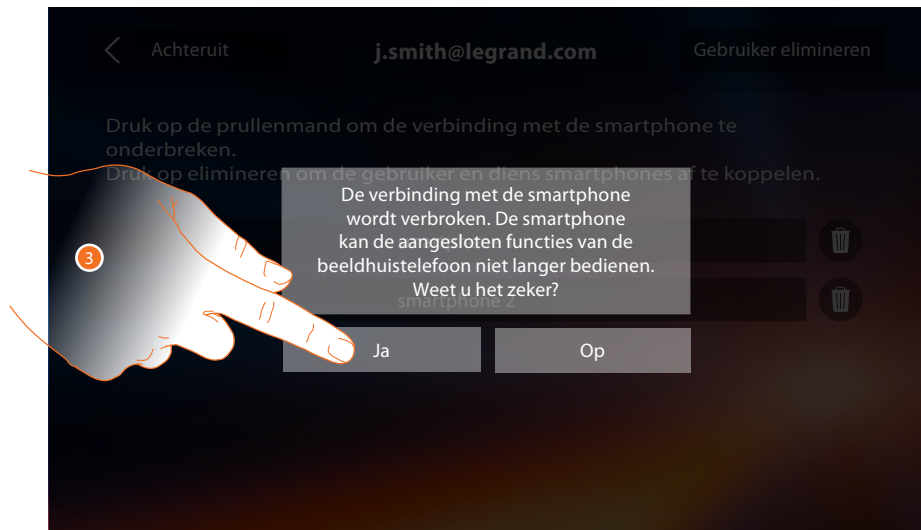 Achteruit
j.smith@legrand.com
Gebruiker elimineren
Druk op de prullenmand om de verbinding met de smartphone te
onderbreken.
Druk op elimineren om de gebruiker en diens smartphones af te koppelen.
De verbinding met de smartphone
wordt verbroken. De smartphone
kan de aangesloten functies van de
beeldhuistelefoon niet langer bedienen.
Weet u het zeker?
smartphone 2
3
Ja
Op